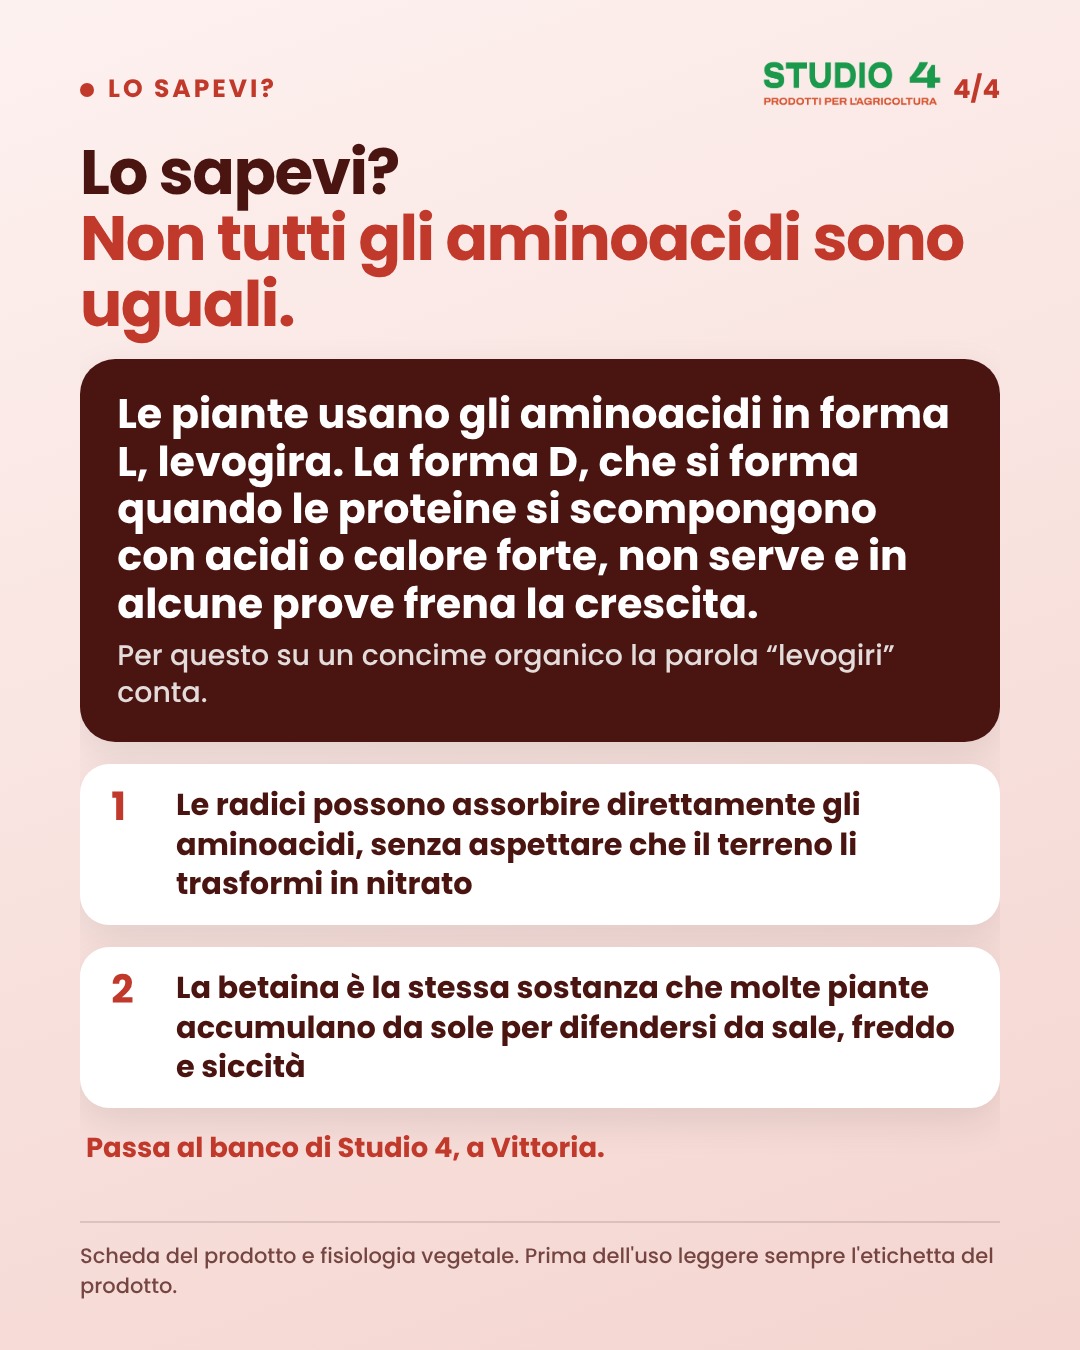 LO SAPEVI?
STUDIO 4
PRODOTTI PER L'AGRICOLTURA
4/4
Lo sapevi?
Non tutti gli aminoacidi sono
uguali.
Le piante usano gli aminoacidi in forma
L, levogira. La forma D, che si forma
quando le proteine si scompongono
con acidi o calore forte, non serve e in
alcune prove frena la crescita.
Per questo su un concime organico la parola “levogiri”
conta.
1
Le radici possono assorbire direttamente gli
aminoacidi, senza aspettare che il terreno li
trasformi in nitrato
2
La betaina è la stessa sostanza che molte piante
accumulano da sole per difendersi da sale, freddo
e siccità
Passa al banco di Studio 4, a Vittoria.
Scheda del prodotto e fisiologia vegetale. Prima dell'uso leggere sempre l'etichetta del
prodotto.